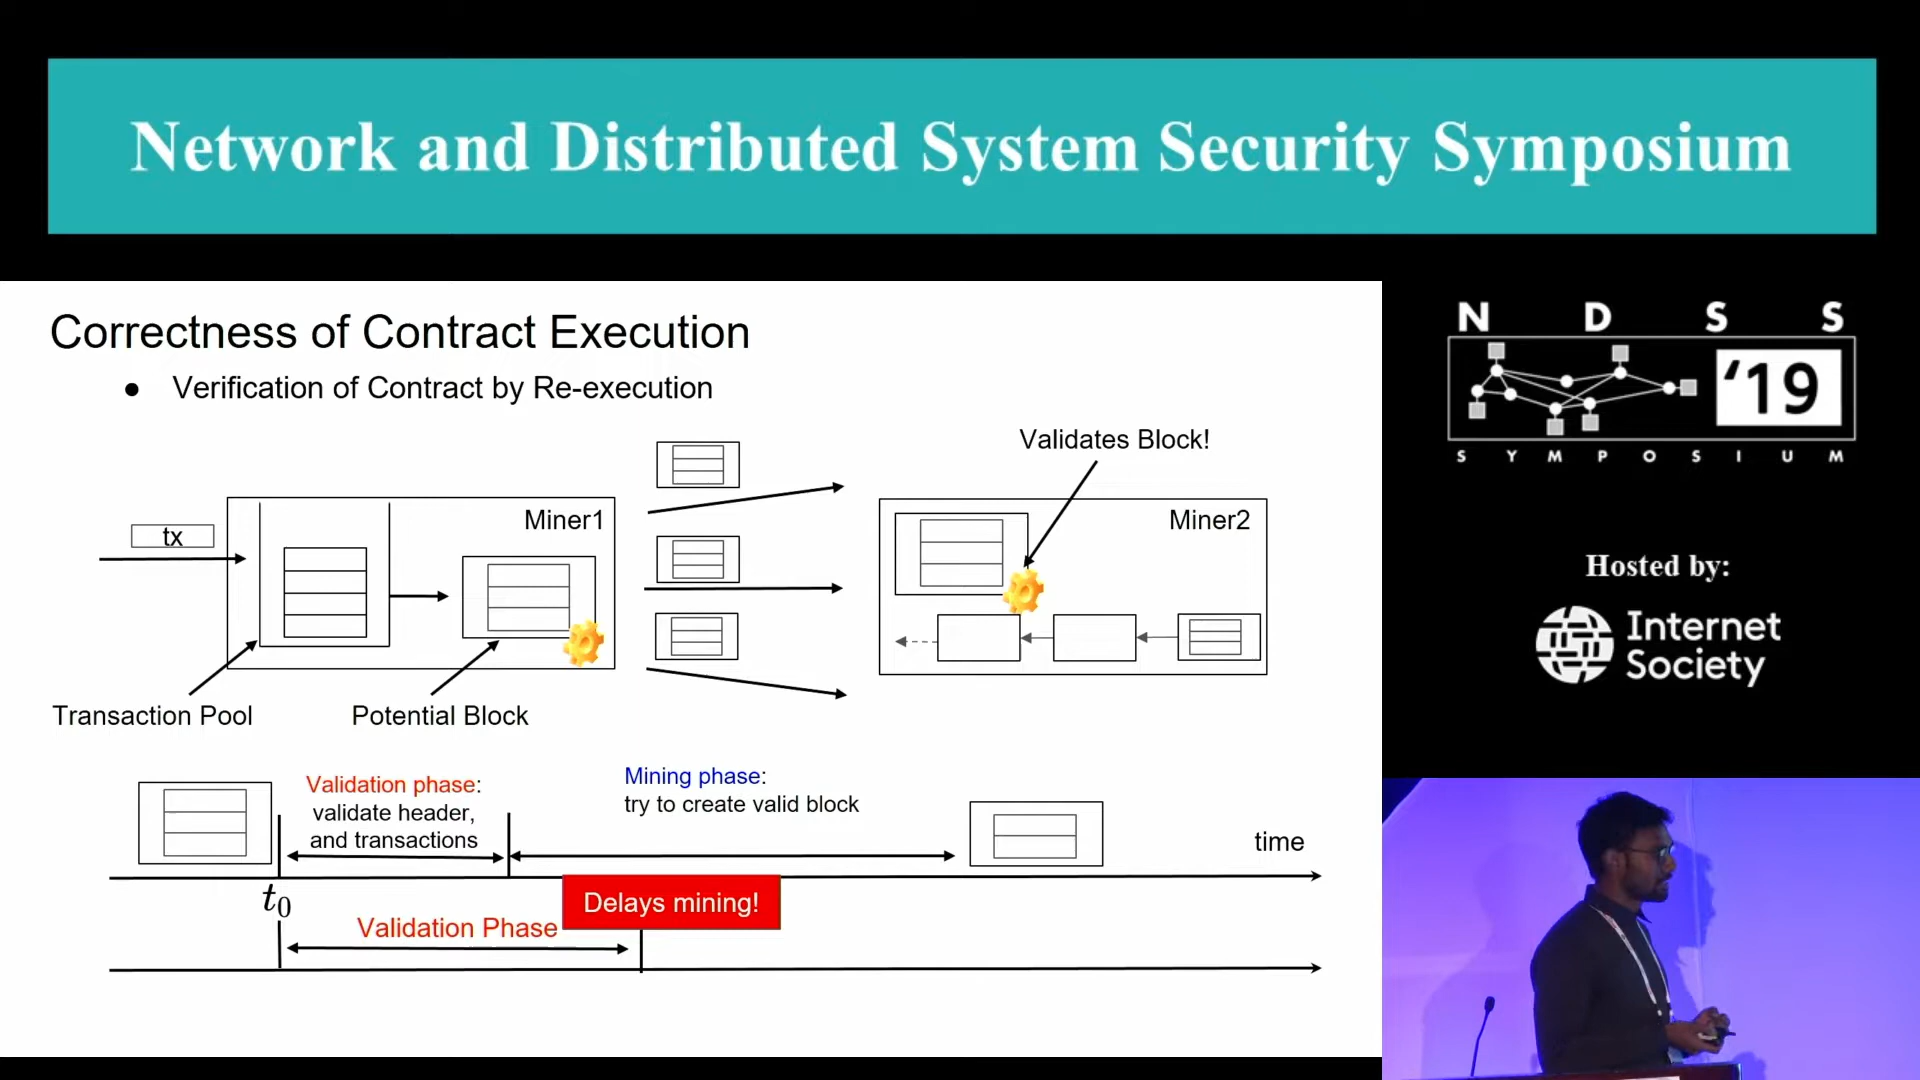 Network and Distributed System Security Symposium
Correctness of Contract Execution
● Verification of Contract by Re-execution
Validates Block!
tx
Miner1
Miner2
Transaction Pool
Potential Block
Validation phase:
validate header,
and transactions
Mining phase:
try to create valid block
time
t0
Delays mining!
Validation Phase
N D S S
'19
S Y M P O S I U M
Hosted by:
Internet
Society